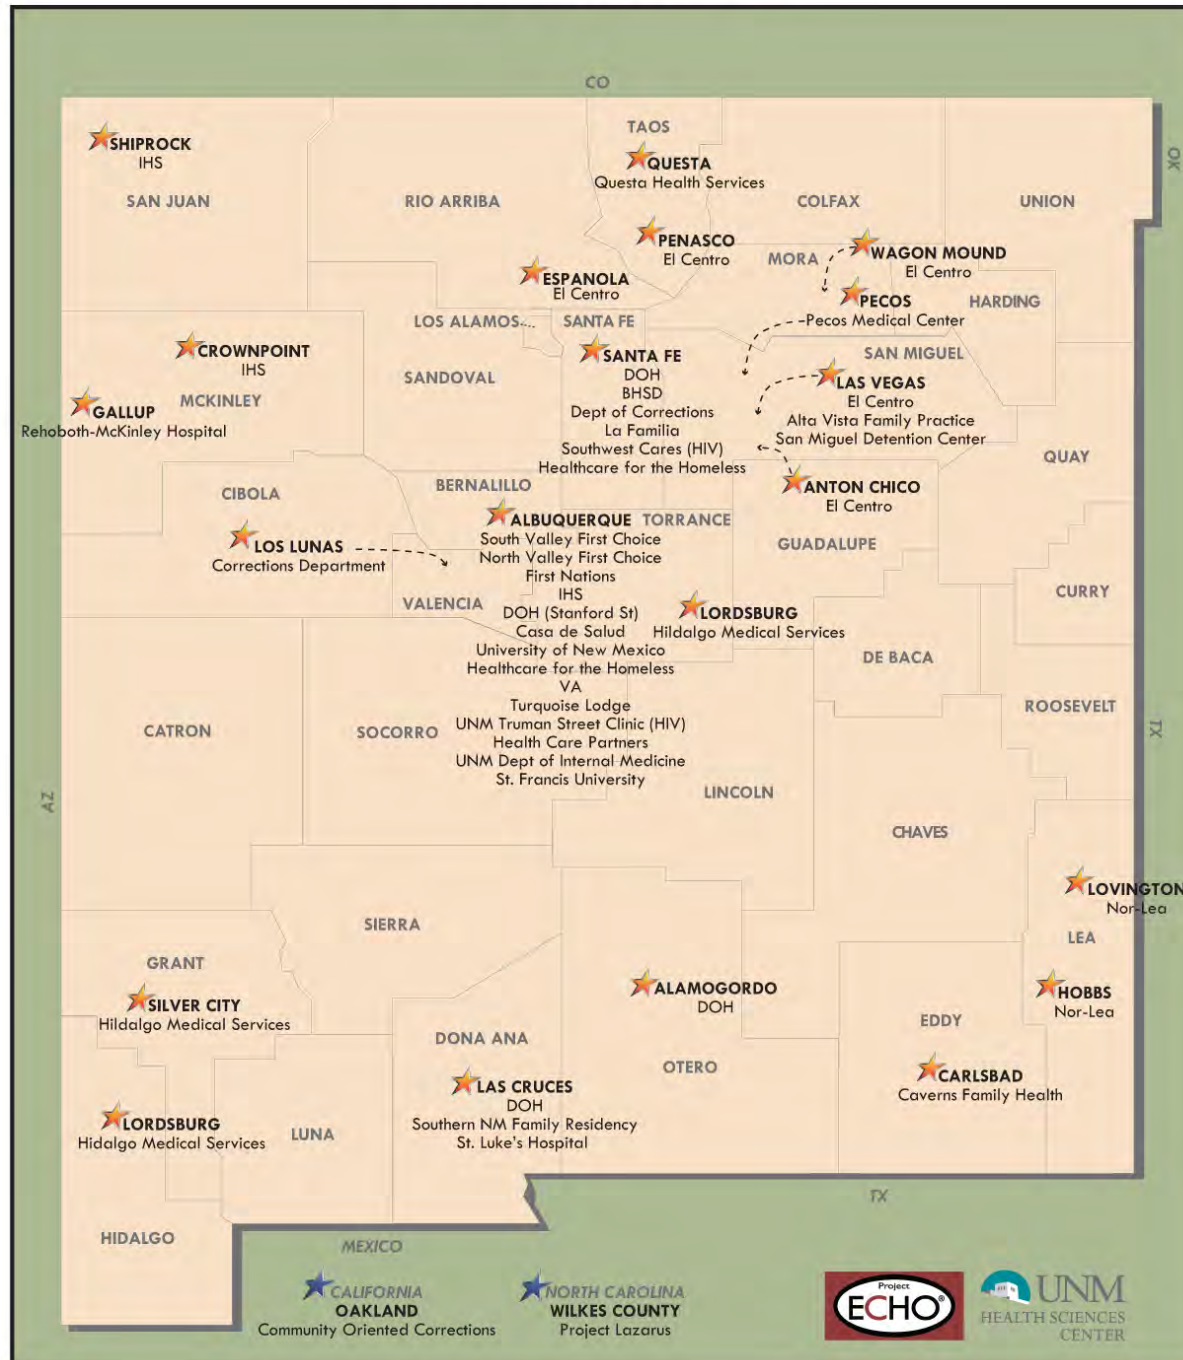 CO
OK
TAOS
SHIPROCK
IHS
QUESTA
Questa Health Services
SAN JUAN
RIO ARRIBA
COLFAX
UNION
PENASCO
El Centro
MORA
WAGON MOUND
El Centro
ESPANOLA
El Centro
PECOS
Pecos Medical Center
HARDING
LOS ALAMOS
SANTA FE
CROWNPOINT
IHS
SANDOVAL
SANTA FE
DOH
BHSD
Dept of Corrections
La Familia
Southwest Cares (HIV)
Healthcare for the Homeless
SAN MIGUEL
LAS VEGAS
El Centro
Alta Vista Family Practice
San Miguel Detention Center
MCKINLEY
GALLUP
Rehoboth-McKinley Hospital
QUAY
CIBOLA
BERNALILLO
ANTON CHICO
El Centro
ALBUQUERQUE
South Valley First Choice
North Valley First Choice
First Nations
IHS
DOH (Stanford St)
Casa de Salud
University of New Mexico
Healthcare for the Homeless
VA
Turquoise Lodge
UNM Truman Street Clinic (HIV)
Health Care Partners
UNM Dept of Internal Medicine
St. Francis University
TORRANCE
GUADALUPE
LOS LUNAS
Corrections Department
VALENCIA
LORDSBURG
Hildalgo Medical Services
CURRY
DE BACA
ROOSEVELT
CATRON
SOCORRO
TX
AZ
LINCOLN
CHAVES
LOVINGTON
Nor-Lea
SIERRA
LEA
GRANT
SILVER CITY
Hildalgo Medical Services
ALAMOGORDO
DOH
HOBBS
Nor-Lea
EDDY
DONA ANA
OTERO
CARLSBAD
Caverns Family Health
LAS CRUCES
DOH
Southern NM Family Residency
St. Luke's Hospital
LORDSBURG
Hidalgo Medical Services
LUNA
TX
HIDALGO
MEXICO
CALIFORNIA
OAKLAND
Community Oriented Corrections
NORTH CAROLINA
WILKES COUNTY
Project Lazarus
Project
ECHO®
UNM
HEALTH SCIENCES
CENTER